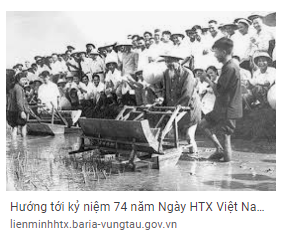 Hướng tới kỷ niệm 74 năm Ngày HTX Việt Na...
lienminhhtx.baria-vungtau.gov.vn